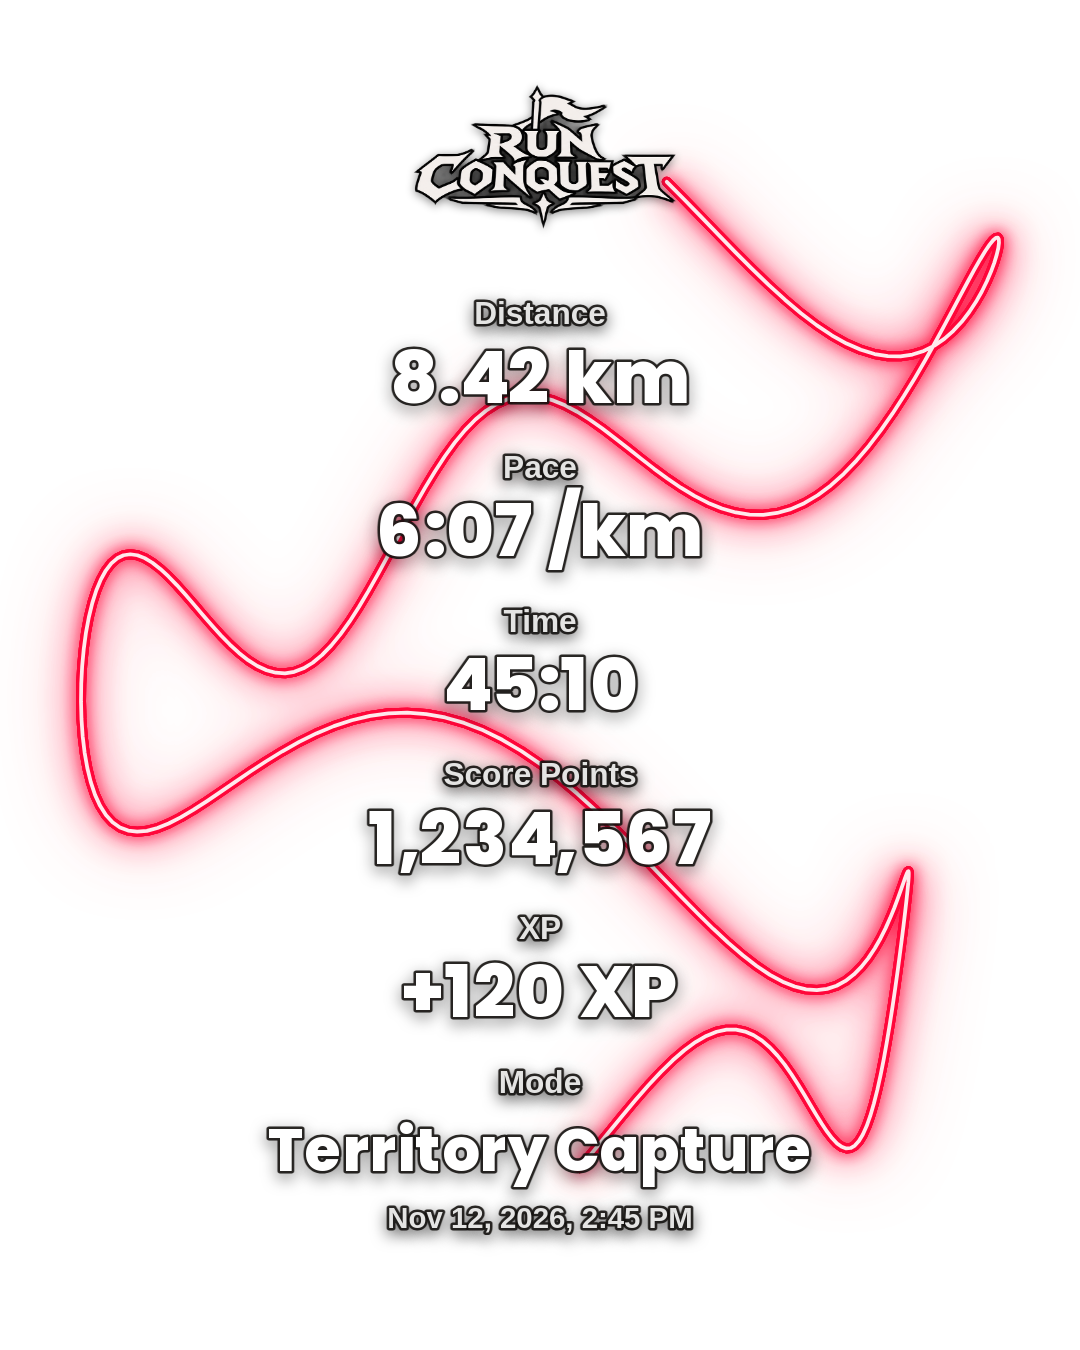 RUN
CONQUEST
Distance
8.42 km
Pace
6:07 /km
Time
45:10
Score Points
1,234,567
XP
+120 XP
Mode
Territory Capture
Nov 12, 2026, 2:45 PM